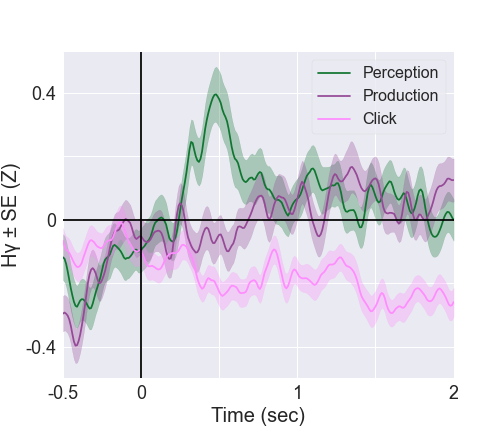 Perception
Production
Click
Hγ ± SE (Z)
0.4
0
-0.4
-0.5
0
1
2
Time (sec)